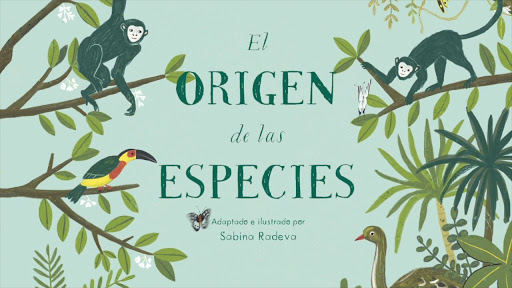 El
ORIGEN
de las
ESPECIES
Adaptado e ilustrado por
Sabina Radeva